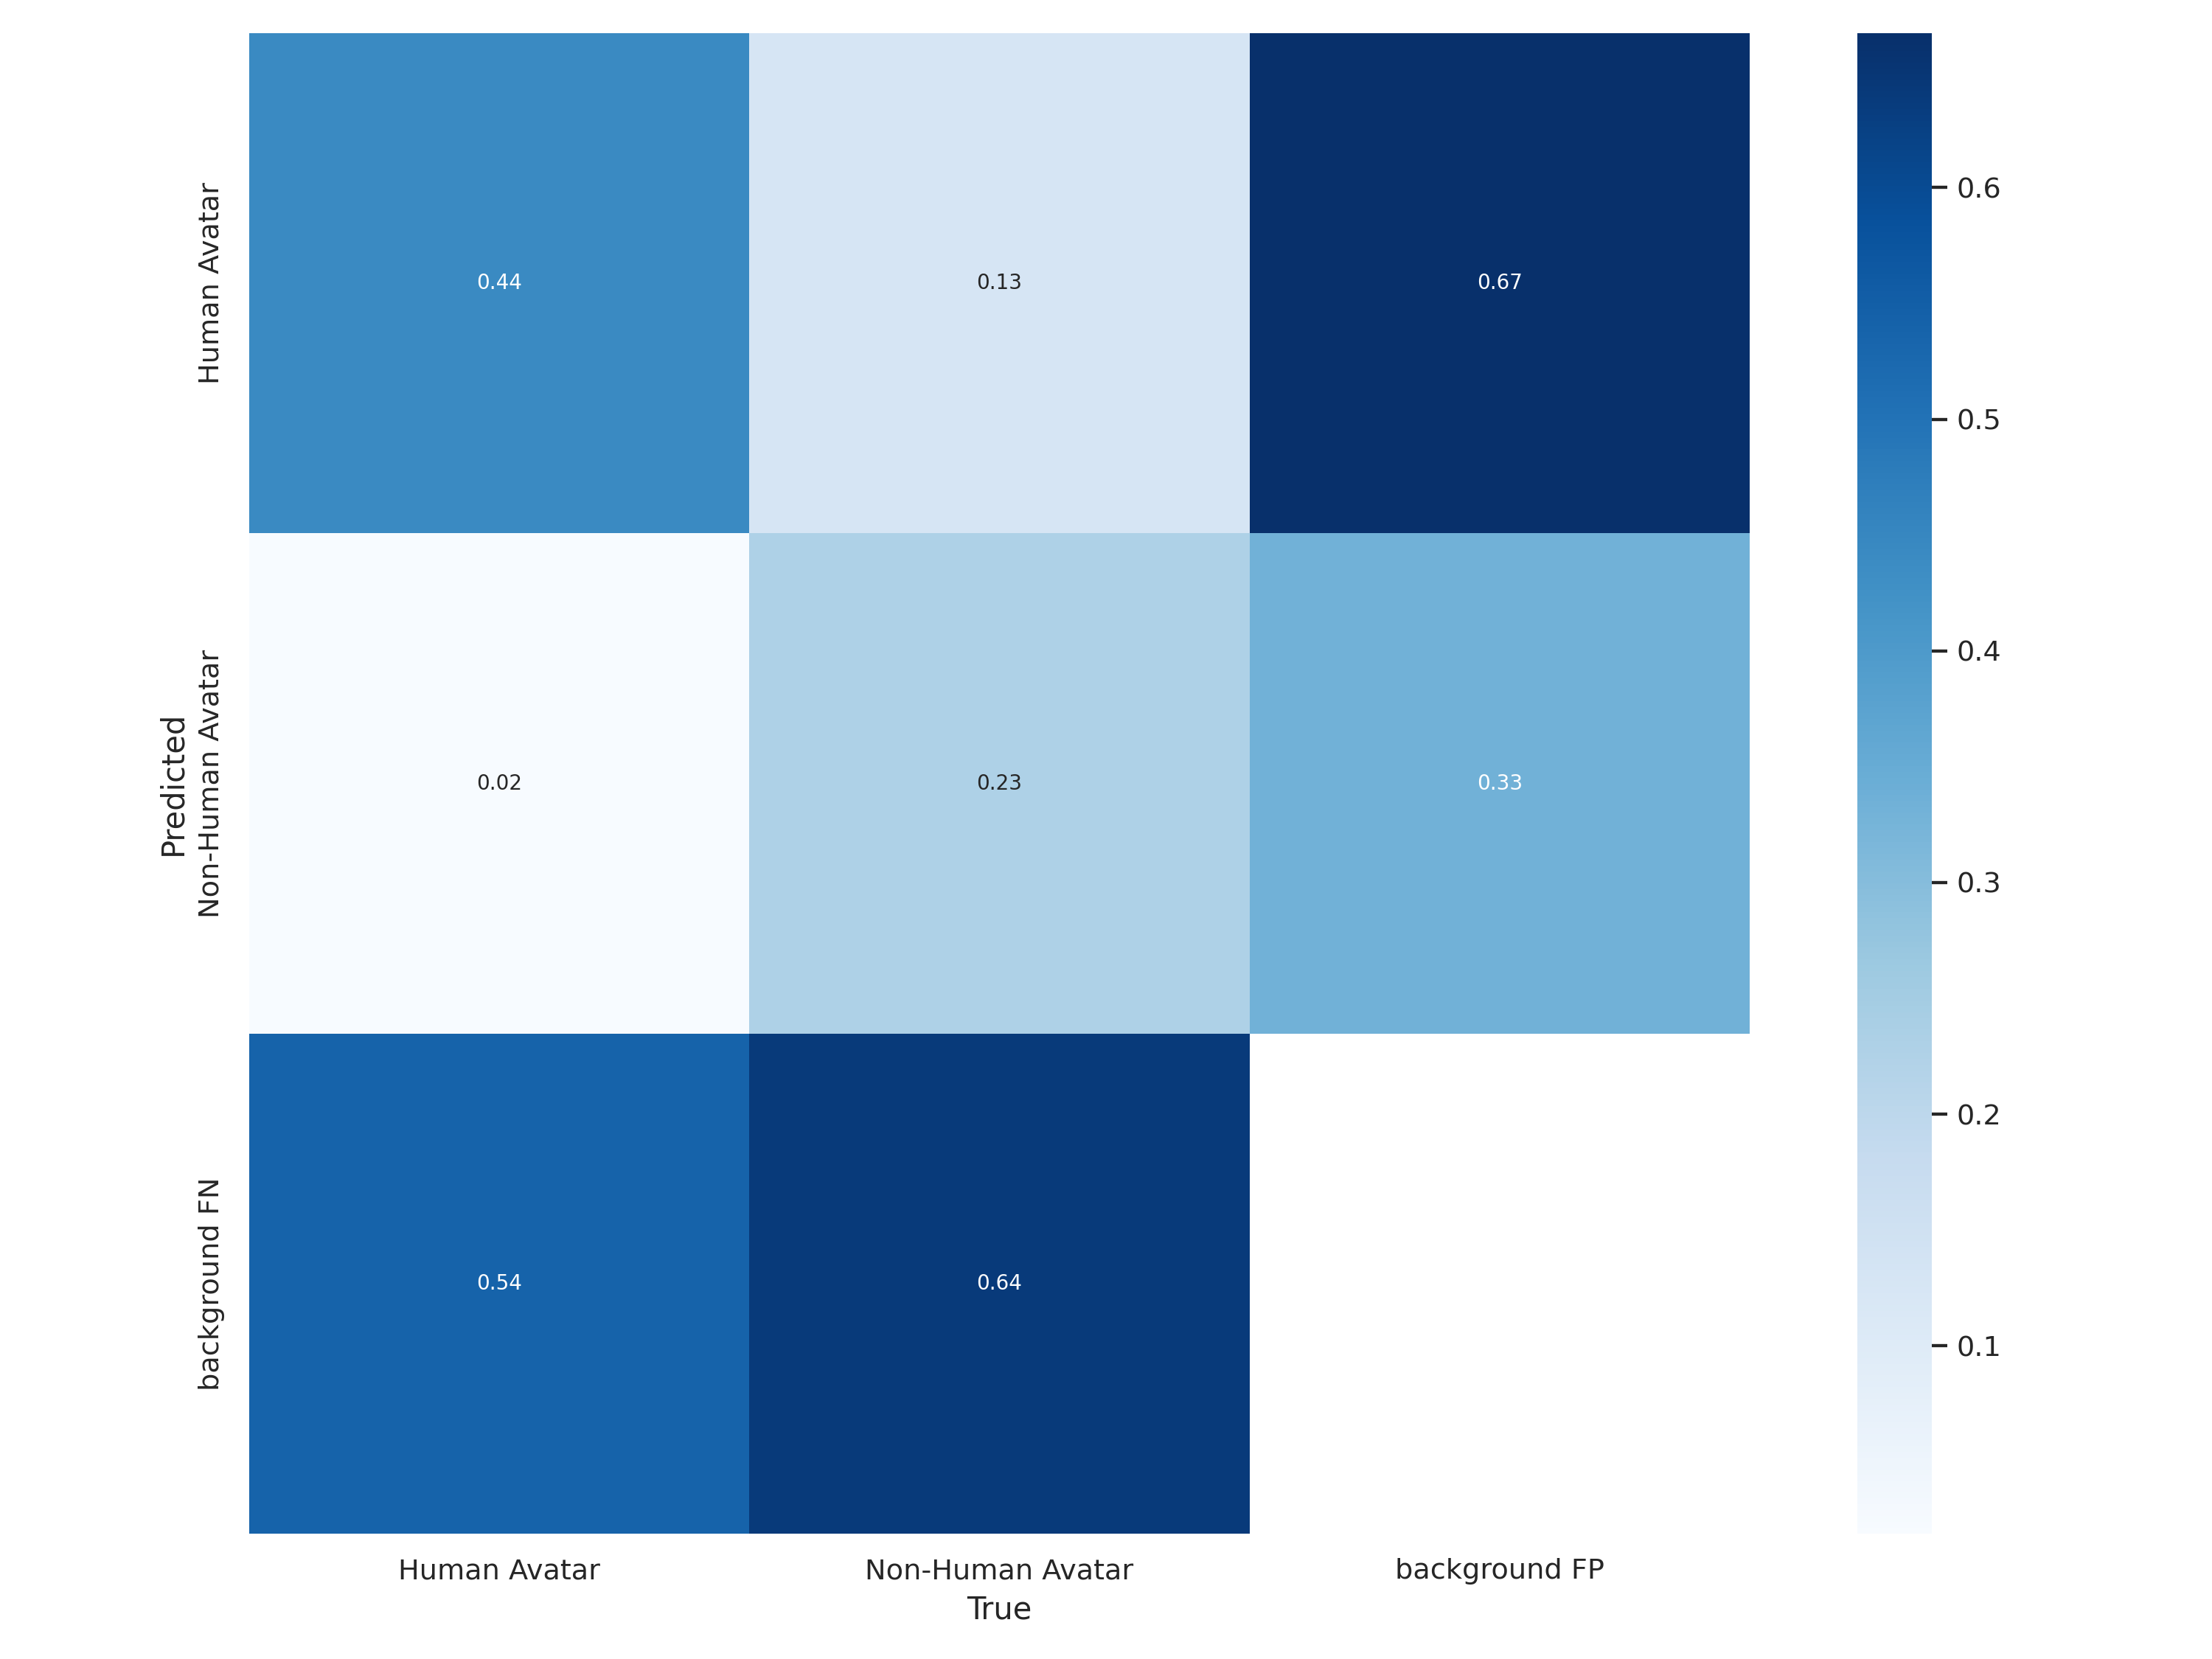 Predicted
Human Avatar
0.44 0.13 0.67
Non-Human Avatar
0.02 0.23 0.33
background FN
0.54 0.64
Human Avatar Non-Human Avatar background FP
True
0.6
0.5
0.4
0.3
0.2
0.1